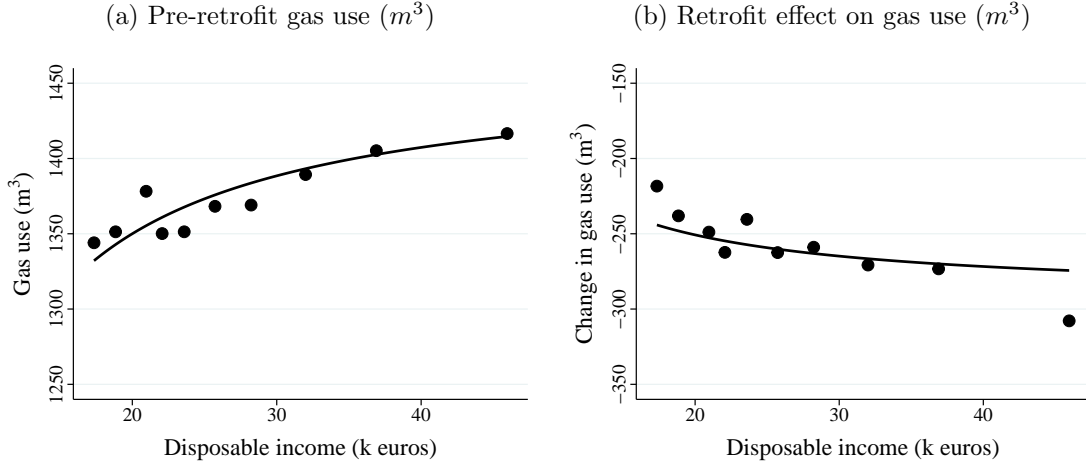 (a) Pre-retrofit gas use (m³)
Gas use (m³)
1450
1400
1350
1300
1250
20
30
40
Disposable income (k euros)
(b) Retrofit effect on gas use (m³)
Change in gas use (m³)
−150
−200
−250
−300
−350
20
30
40
Disposable income (k euros)